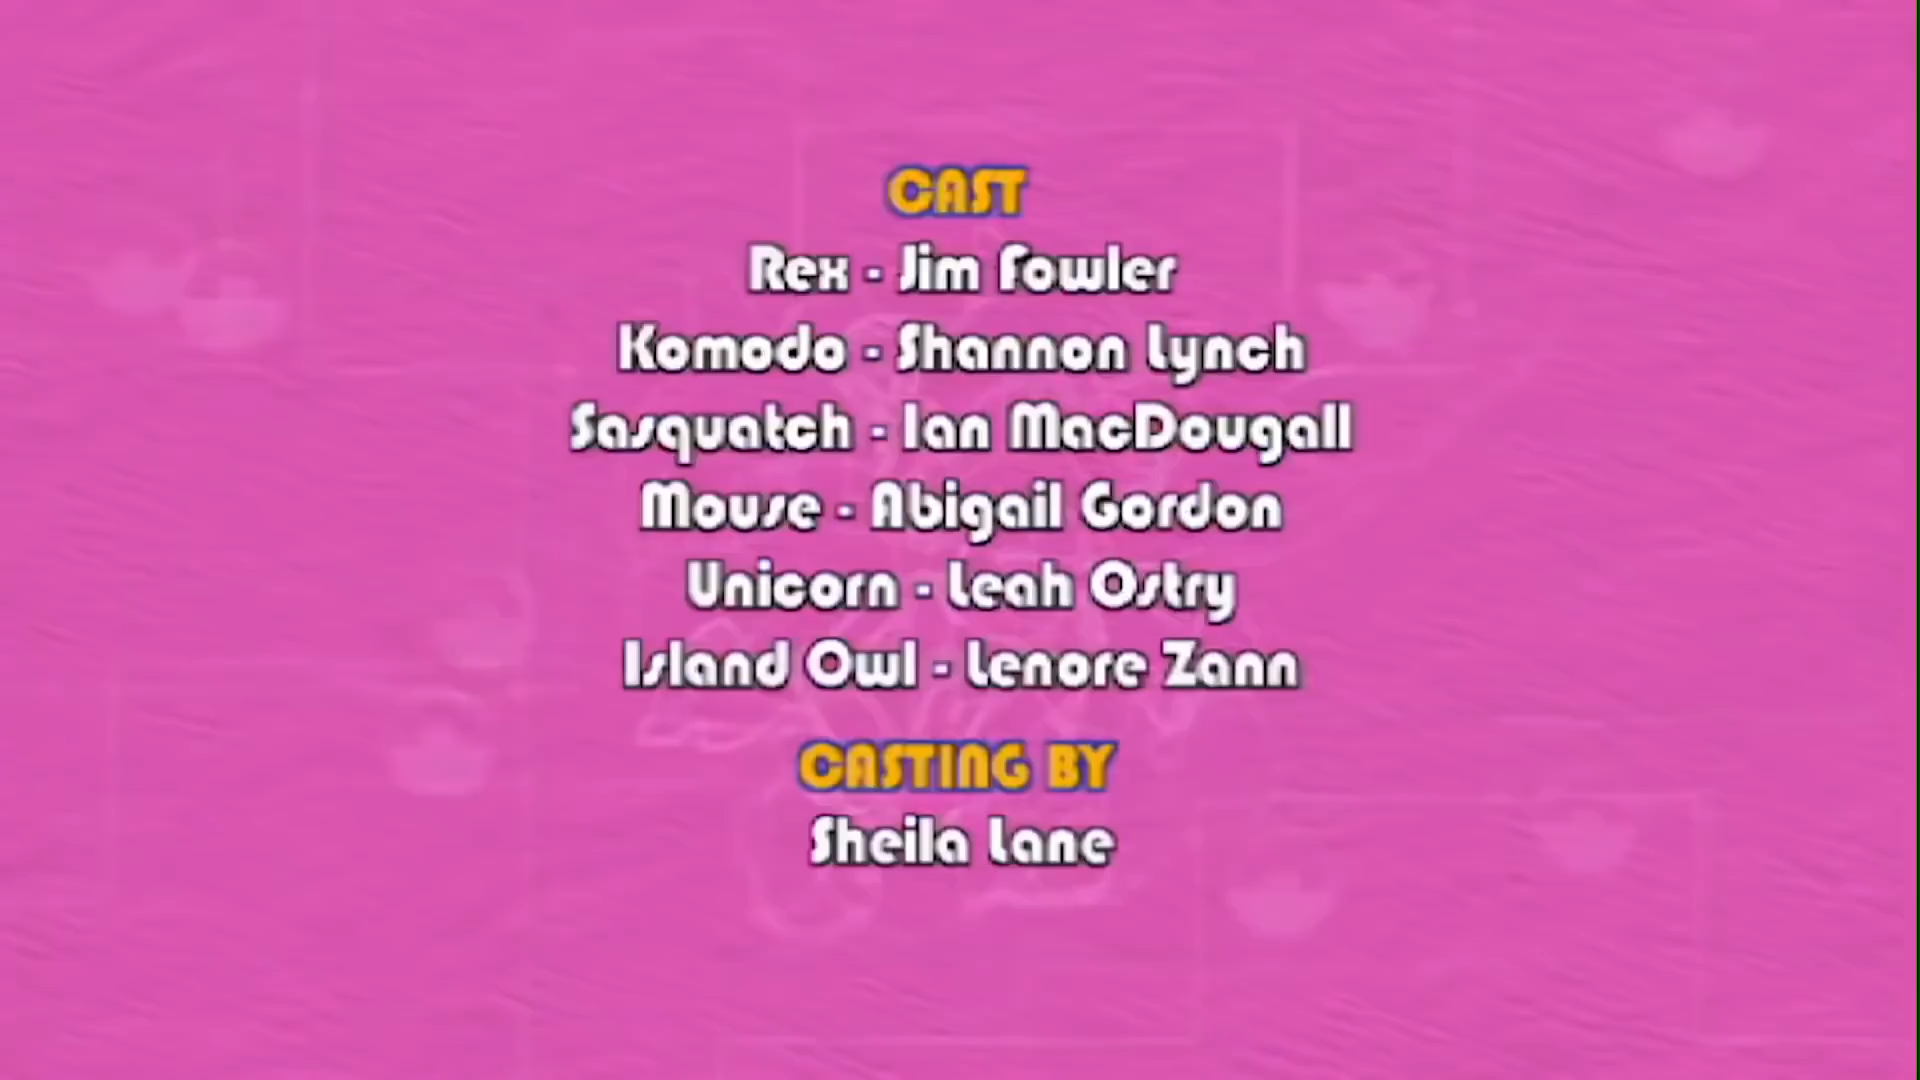 CAST
Rex - Jim Fowler
Komodo - Shannon Lynch
Sasquatch - Ian MacDougall
Mouse - Abigail Gordon
Unicorn - Leah Ostry
Island Owl - Lenore Zann
CASTING BY
Sheila Lane